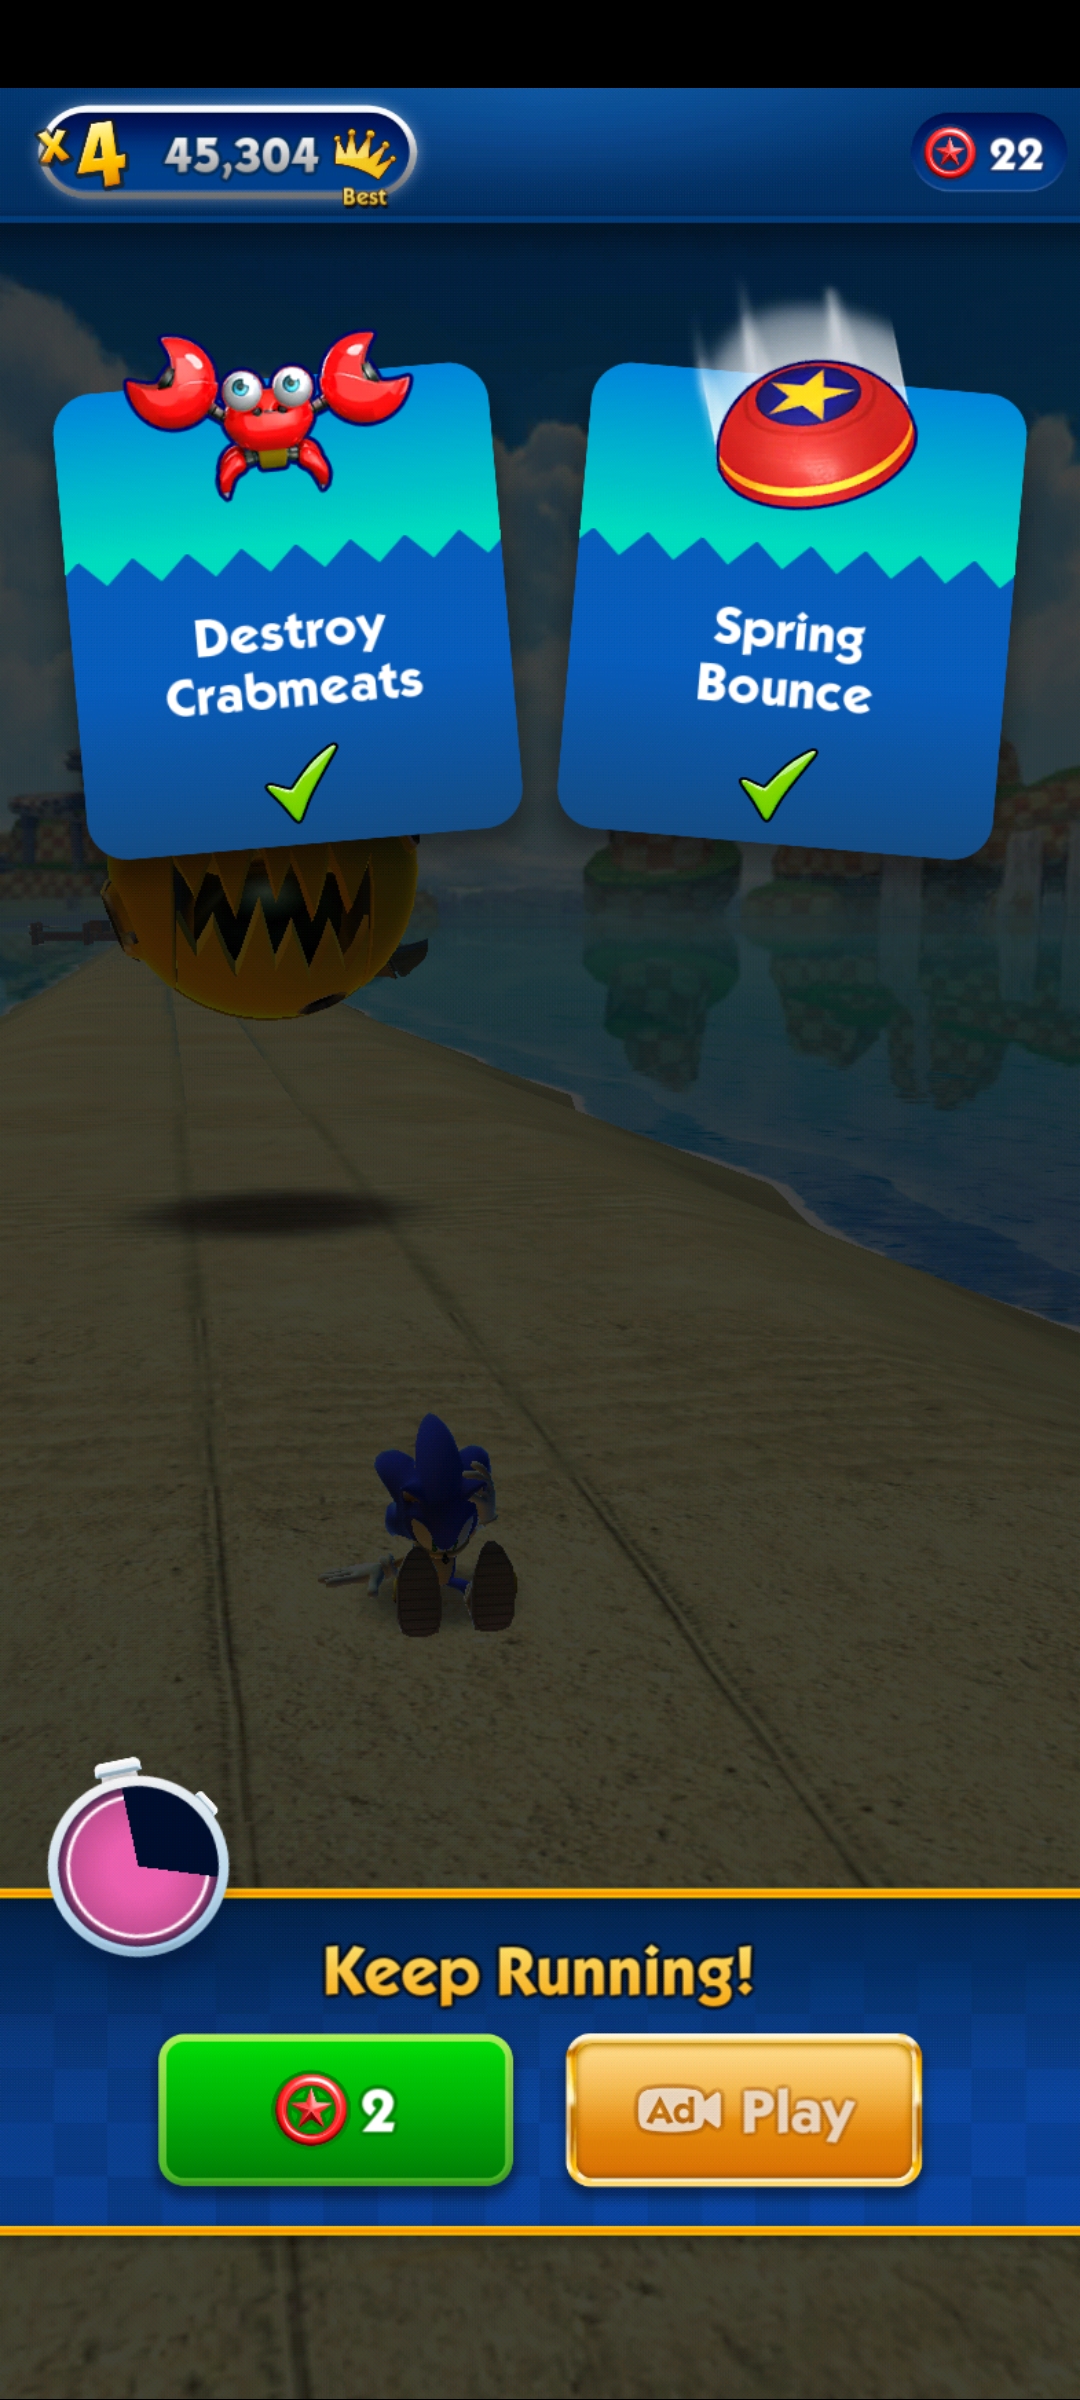 x4 45,304
Best
22
Destroy
Crabmeats
Spring
Bounce
Keep Running!
2
Ad Play